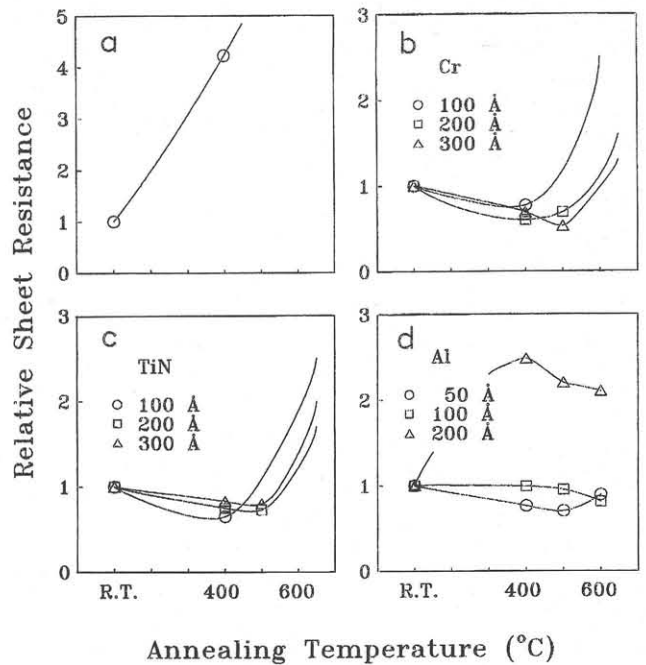 Relative Sheet Resistance
5
4
3
2
1
0
a
3
2
1
0
b
Cr
100 Å
200 Å
300 Å
3
2
1
0
c
TiN
100 Å
200 Å
300 Å
R.T. 400 600
3
2
1
0
d
Al
50 Å
100 Å
200 Å
R.T. 400 600
Annealing Temperature (°C)